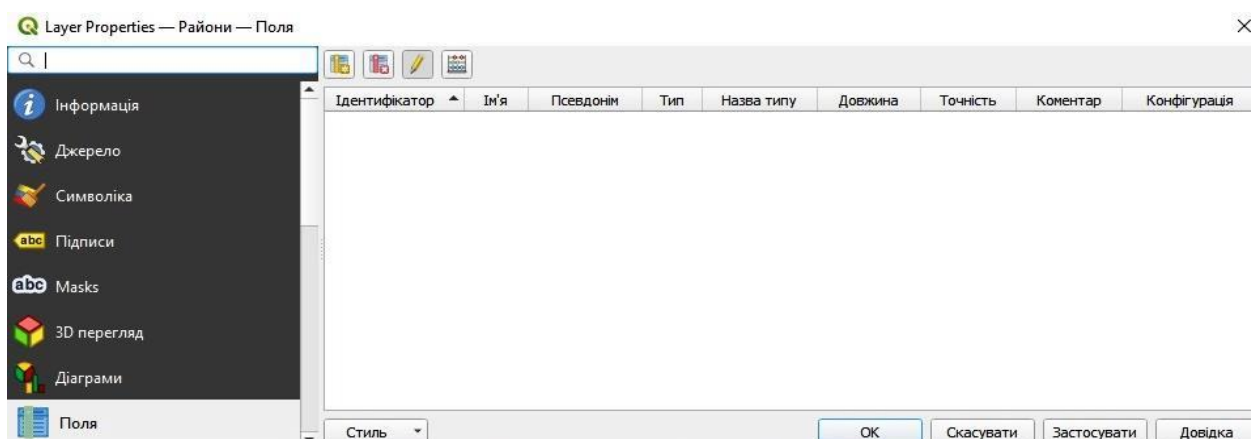 Layer Properties — Райони — Поля
Ідентифікатор Ім'я Псевдонім Тип Назва типу Довжина Точність Коментар Конфігурація
Інформація
Джерело
Символіка
abc Підписи
abc Masks
3D перегляд
Діаграми
Поля
Стиль OK Скасувати Застосувати Довідка